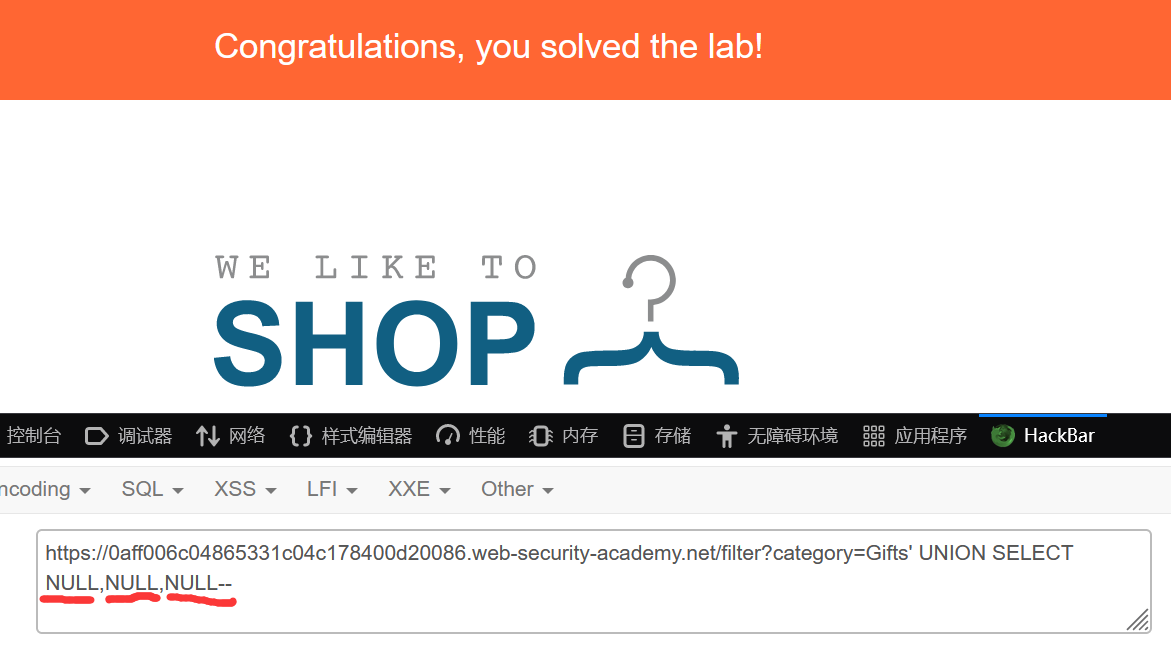 Congratulations, you solved the lab!
WE LIKE TO
SHOP
控制台 调试器 网络 样式编辑器 性能 内存 存储 无障碍环境 应用程序 HackBar
ncoding SQL XSS LFI XXE Other
https://0aff006c04865331c04c178400d20086.web-security-academy.net/filter?category=Gifts' UNION SELECT
NULL,NULL,NULL--